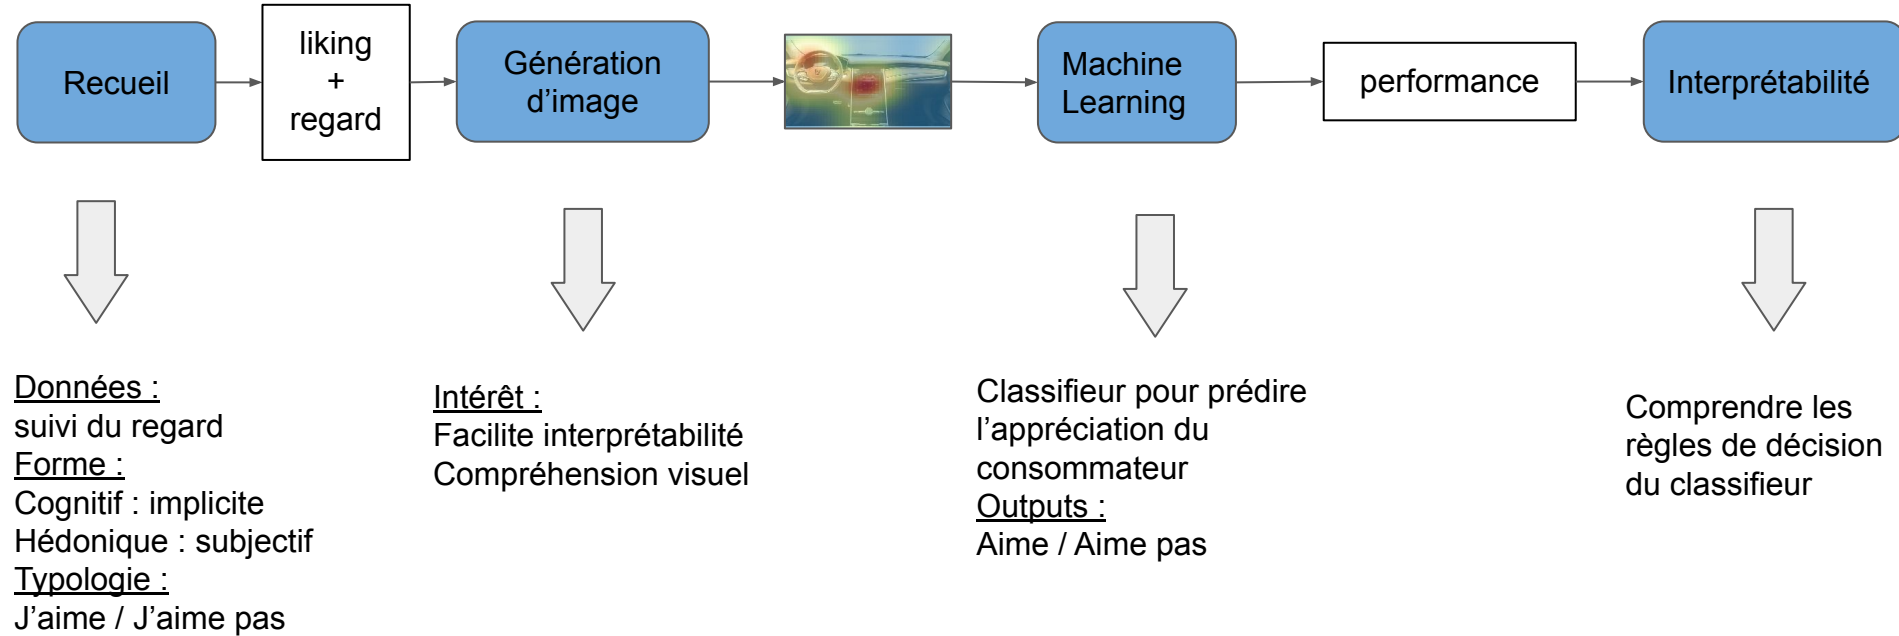 Recueil
liking
+
regard
Génération
d’image
Machine
Learning
performance
Interprétabilité
Données :
suivi du regard
Forme :
Cognitif : implicite
Hédonique : subjectif
Typologie :
J’aime / J’aime pas
Intérêt :
Facilite interprétabilité
Compréhension visuel
Classifieur pour prédire
l’appréciation du
consommateur
Outputs :
Aime / Aime pas
Comprendre les
règles de décision
du classifieur